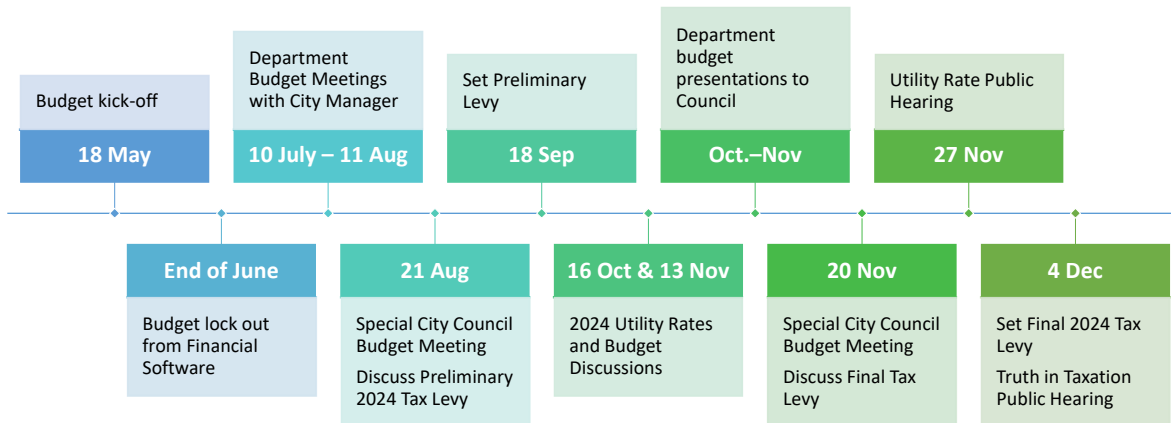 Budget kick-off
18 May
End of June
Budget lock out
from Financial
Software
Department
Budget Meetings
with City Manager
10 July – 11 Aug
21 Aug
Special City Council
Budget Meeting
Discuss Preliminary
2024 Tax Levy
Set Preliminary
Levy
18 Sep
16 Oct & 13 Nov
2024 Utility Rates
and Budget
Discussions
Department
budget
presentations to
Council
Oct.–Nov
20 Nov
Special City Council
Budget Meeting
Discuss Final Tax
Levy
Utility Rate Public
Hearing
27 Nov
4 Dec
Set Final 2024 Tax
Levy
Truth in Taxation
Public Hearing